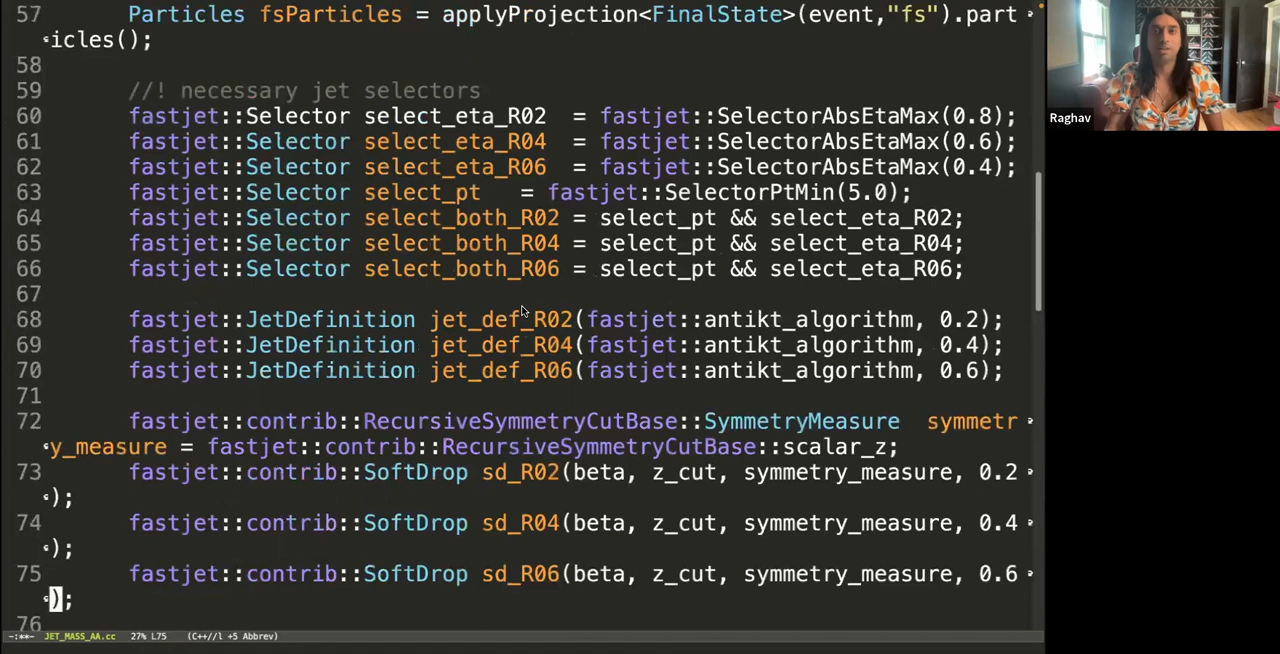 57 Particles fsParticles = applyProjection<FinalState>(event,"fs").part
icles();
58
59 //! necessary jet selectors
60 fastjet::Selector select_eta_R02 = fastjet::SelectorAbsEtaMax(0.8);
61 fastjet::Selector select_eta_R04 = fastjet::SelectorAbsEtaMax(0.6);
62 fastjet::Selector select_eta_R06 = fastjet::SelectorAbsEtaMax(0.4);
63 fastjet::Selector select_pt = fastjet::SelectorPtMin(5.0);
64 fastjet::Selector select_both_R02 = select_pt && select_eta_R02;
65 fastjet::Selector select_both_R04 = select_pt && select_eta_R04;
66 fastjet::Selector select_both_R06 = select_pt && select_eta_R06;
67
68 fastjet::JetDefinition jet_def_R02(fastjet::antikt_algorithm, 0.2);
69 fastjet::JetDefinition jet_def_R04(fastjet::antikt_algorithm, 0.4);
70 fastjet::JetDefinition jet_def_R06(fastjet::antikt_algorithm, 0.6);
71
72 fastjet::contrib::RecursiveSymmetryCutBase::SymmetryMeasure symmetr
y_measure = fastjet::contrib::RecursiveSymmetryCutBase::scalar_z;
73 fastjet::contrib::SoftDrop sd_R02(beta, z_cut, symmetry_measure, 0.2
);
74 fastjet::contrib::SoftDrop sd_R04(beta, z_cut, symmetry_measure, 0.4
);
75 fastjet::contrib::SoftDrop sd_R06(beta, z_cut, symmetry_measure, 0.6
);
76
-:**- JET_MASS_AA.cc 27% L75 (C++//l +5 Abbrev)
Raghav